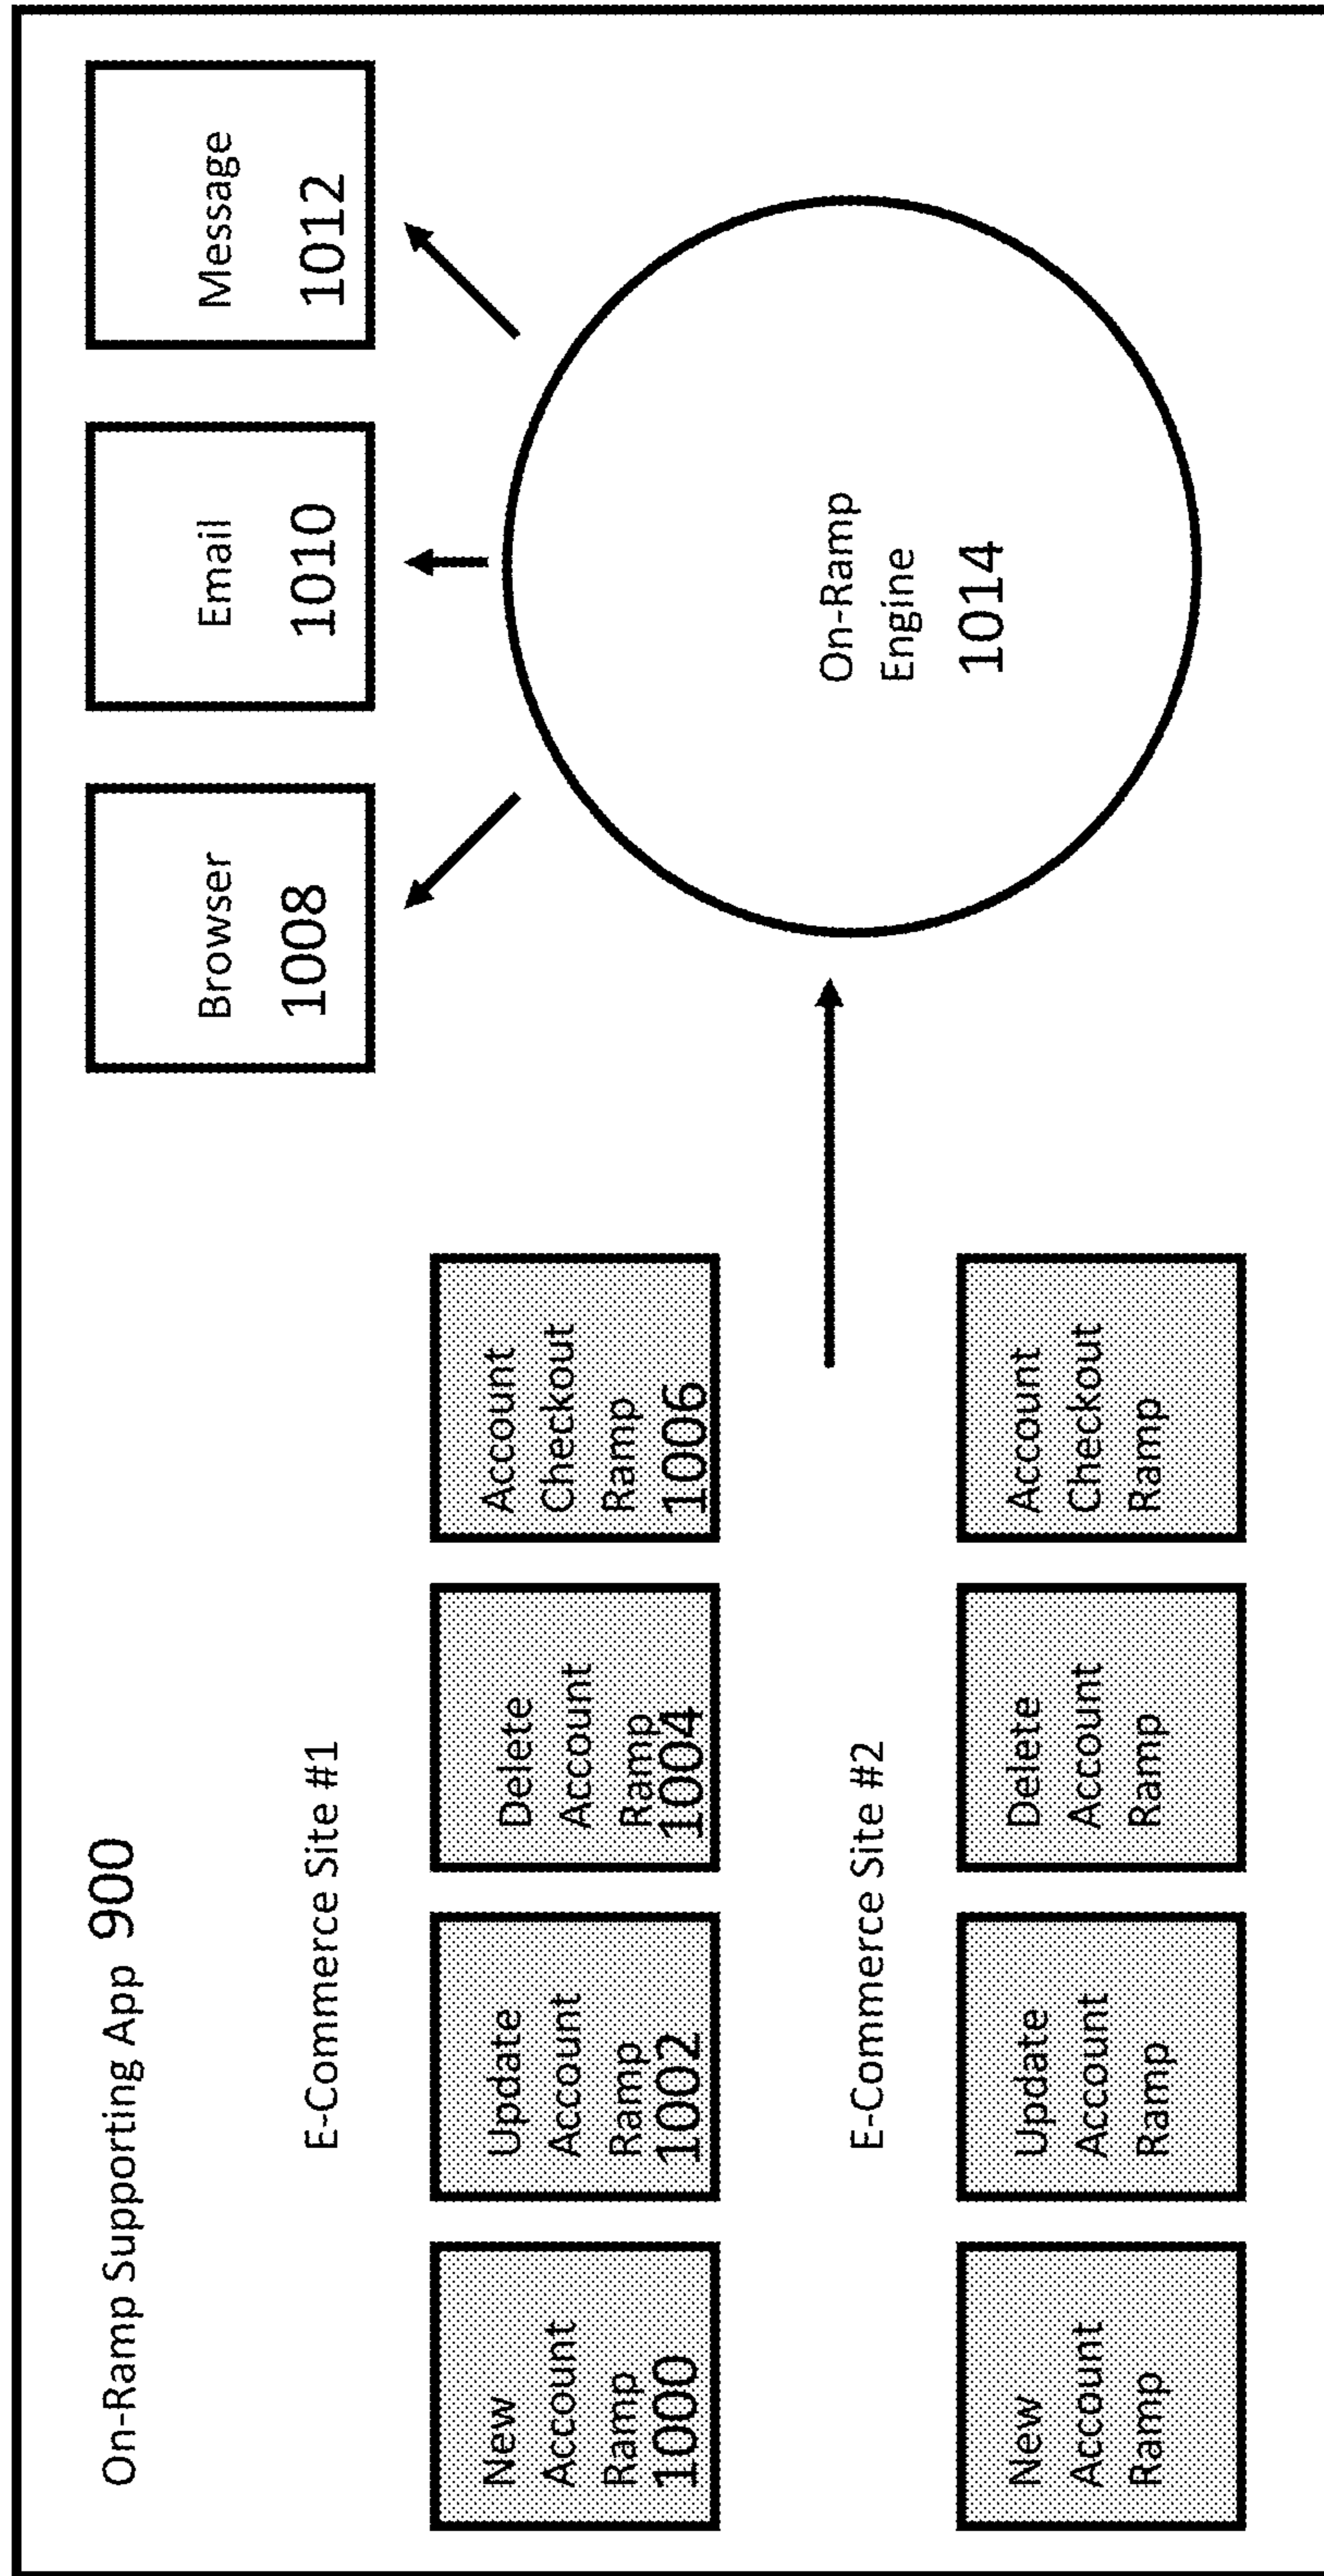 On-Ramp Supporting App 900
E-Commerce Site #1
New
Account
Ramp
1000
Update
Account
Ramp
1002
Delete
Account
Ramp
1004
Account
Checkout
Ramp
1006
E-Commerce Site #2
New
Account
Ramp
Update
Account
Ramp
Delete
Account
Ramp
Account
Checkout
Ramp
Browser
1008
Email
1010
Message
1012
On-Ramp
Engine
1014